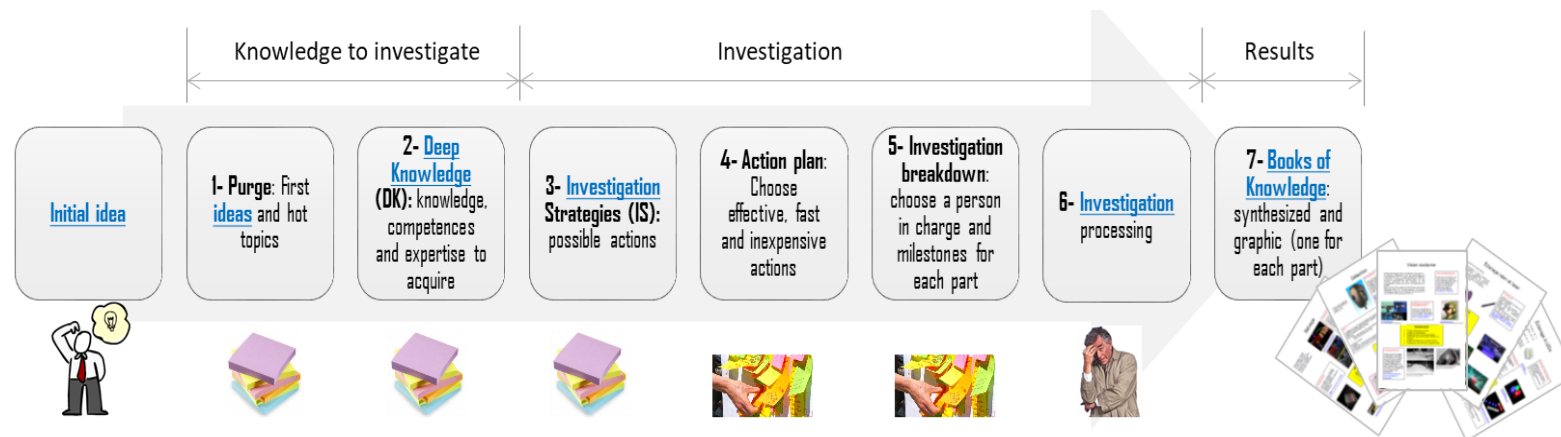 Knowledge to investigate
Investigation
Results
Initial idea
1- Purge: First
ideas and hot
topics
2- Deep
Knowledge
(DK): knowledge,
competences
and expertise to
acquire
3- Investigation
Strategies (IS):
possible actions
4- Action plan:
Choose
effective, fast
and inexpensive
actions
5- Investigation
breakdown:
choose a person
in charge and
milestones for
each part
6- Investigation
processing
7- Books of
Knowledge:
synthesized and
graphic (one for
each part)